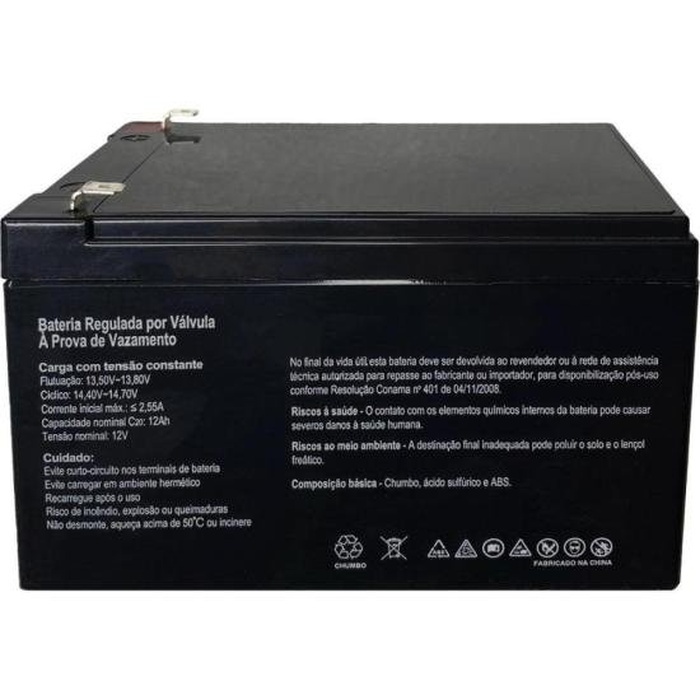 Bateria Regulada por Válvula
À Prova de Vazamento
Carga com tensão constante
Flutuação: 13,50V~13,80V
Cíclico: 14,40V~14,70V
Corrente inicial máx.: ≤ 2,55A
Capacidade nominal C20: 12Ah
Tensão nominal: 12V
Cuidado:
Evite curto-circuito nos terminais de bateria
Evite carregar em ambiente hermético
Recarregue após o uso
Risco de incêndio, explosão ou queimaduras
Não desmonte, aqueça acima de 50°C ou incinere
No final da vida útil esta bateria deve ser devolvida ao revendedor ou à rede de assistência
técnica autorizada para repasse ao fabricante ou importador, para disponibilização pós-uso
conforme Resolução Conama nº 401 de 04/11/2008.
Riscos à saúde - O contato com os elementos químicos internos da bateria pode causar
severos danos à saúde humana.
Riscos ao meio ambiente - A destinação final inadequada pode poluir o solo e o lençol
freático.
Composição básica - Chumbo, ácido sulfúrico e ABS.
CHUMBO
FABRICADO NA CHINA